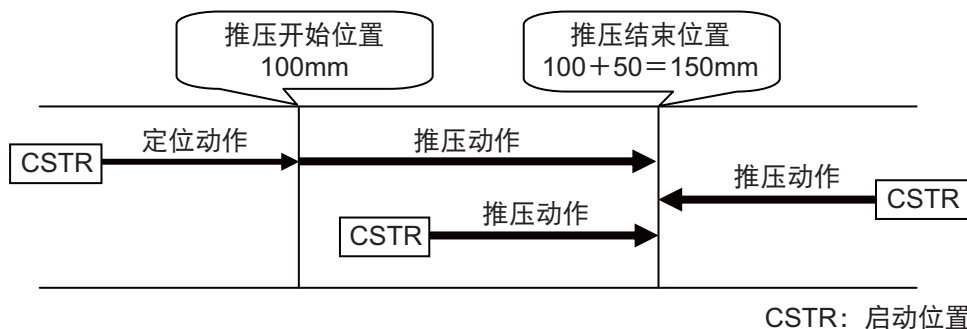 推压开始位置
100mm
推压结束位置
100＋50＝150mm
定位动作
推压动作
CSTR
推压动作
CSTR
推压动作
CSTR
CSTR：启动位置